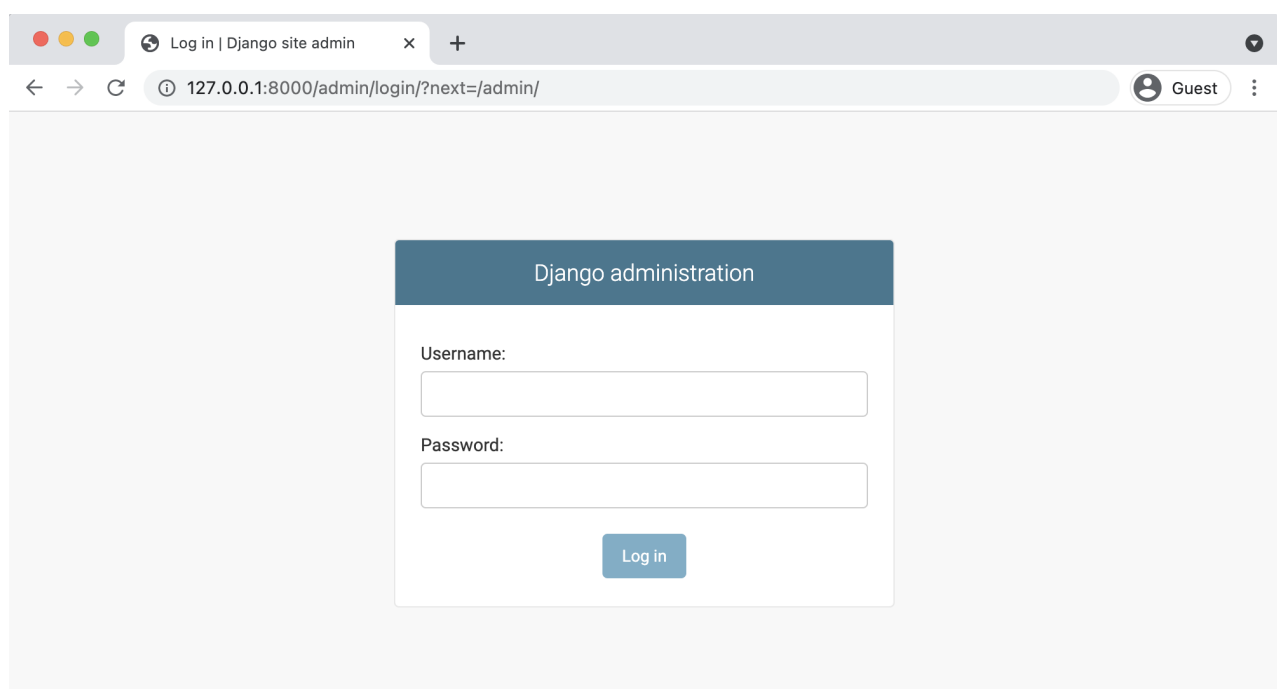 Log in | Django site admin
127.0.0.1:8000/admin/login/?next=/admin/
Guest
Django administration
Username:
Password:
Log in